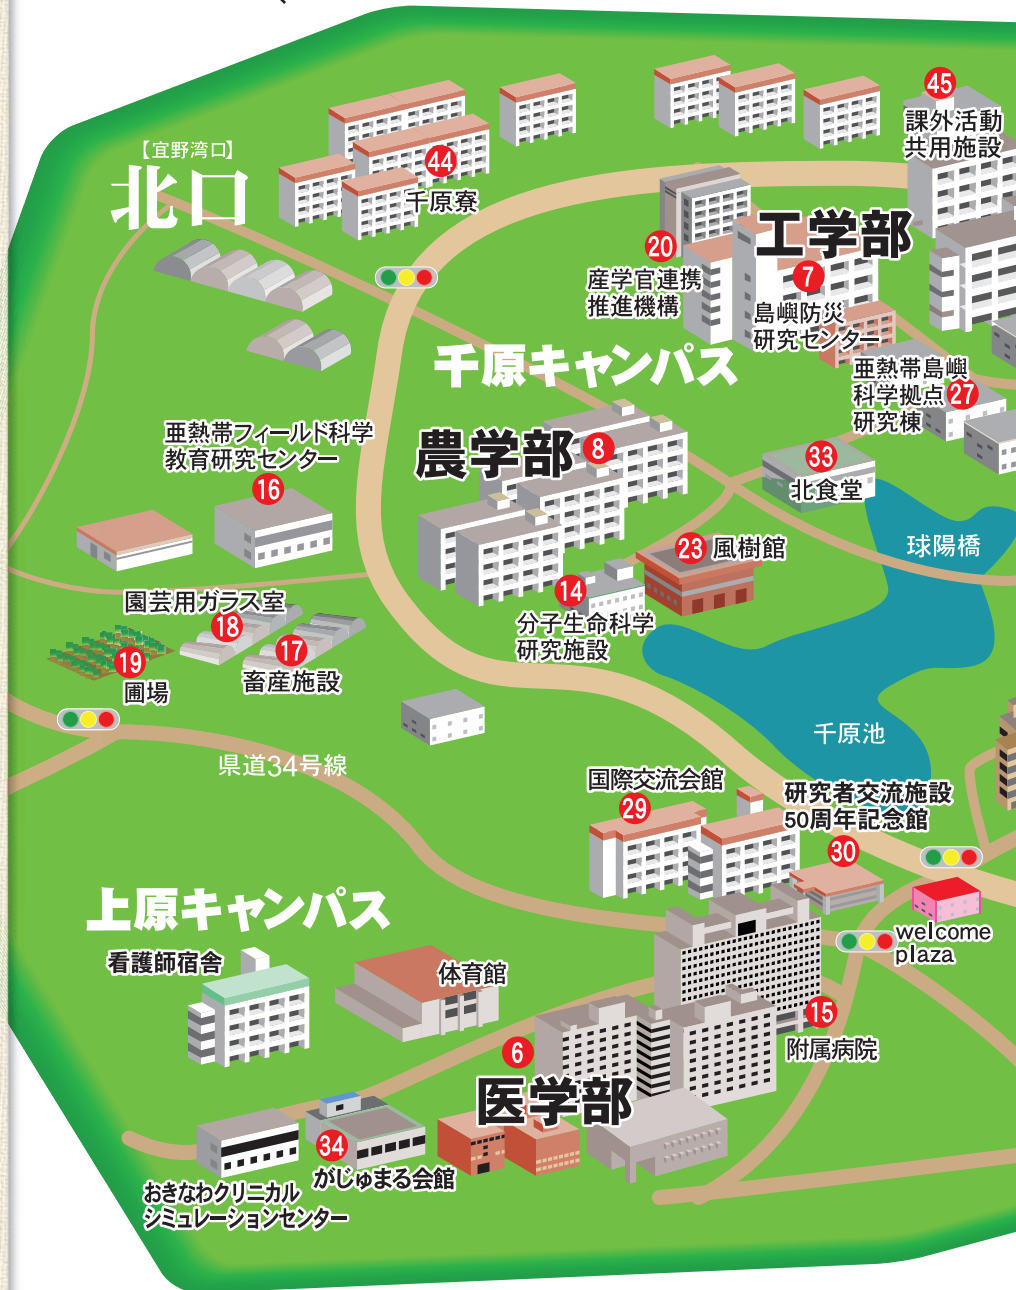 45
課外活動
共用施設
【宜野湾口】
北口
44
千原寮
20
産学官連携
推進機構
工学部
7
島嶼防災
研究センター
千原キャンパス
亜熱帯島嶼
科学拠点
研究棟
27
亜熱帯フィールド科学
教育研究センター
16
農学部
8
33
北食堂
23
風樹館
球陽橋
14
分子生命科学
研究施設
園芸用ガラス室
18
17
畜産施設
19
圃場
千原池
県道34号線
国際交流会館
29
研究者交流施設
50周年記念館
30
welcome
plaza
上原キャンパス
看護師宿舎
体育館
15
附属病院
6
医学部
34
がじゅまる会館
おきなわクリニカル
シミュレーションセンター